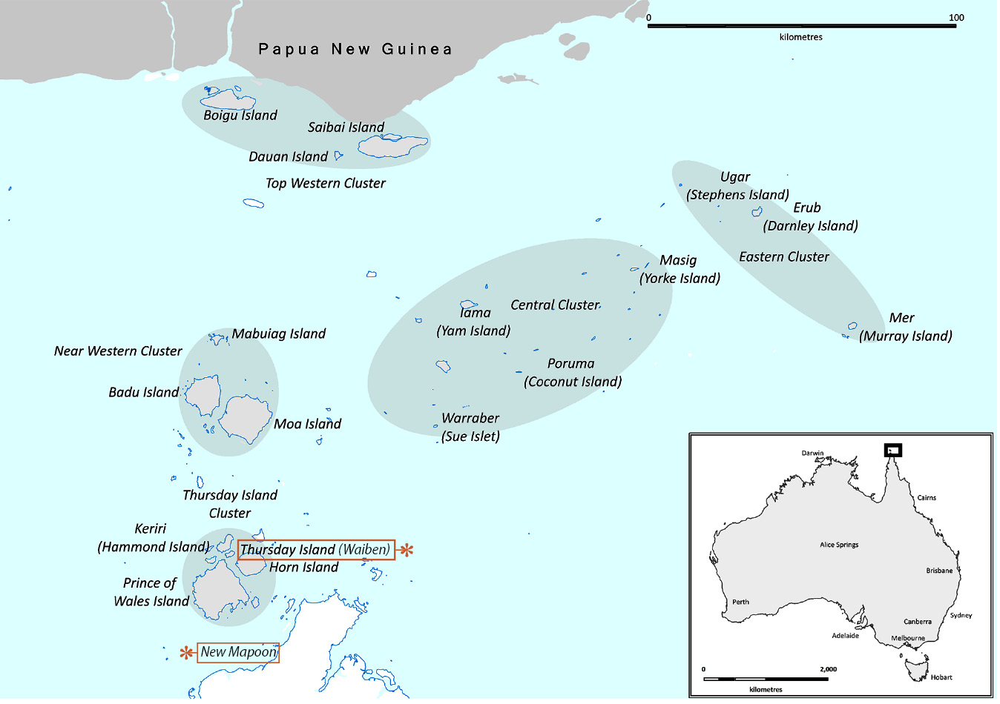 0
100
kilometres
Papua New Guinea
Boigu Island
Saibai Island
Dauan Island
Top Western Cluster
Ugar
(Stephens Island)
Erub
(Darnley Island)
Eastern Cluster
Masig
(Yorke Island)
Iama
(Yam Island)
Central Cluster
Mer
(Murray Island)
Mabuiag Island
Near Western Cluster
Poruma
(Coconut Island)
Badu Island
Moa Island
Warraber
(Sue Islet)
Thursday Island
Cluster
Keriri
(Hammond Island)
Thursday Island (Waiben) *
Horn Island
Prince of
Wales Island
* New Mapoon
Darwin
Cairns
Alice Springs
Brisbane
Perth
Sydney
Canberra
Adelaide
Melbourne
Hobart
0
2,000
kilometres